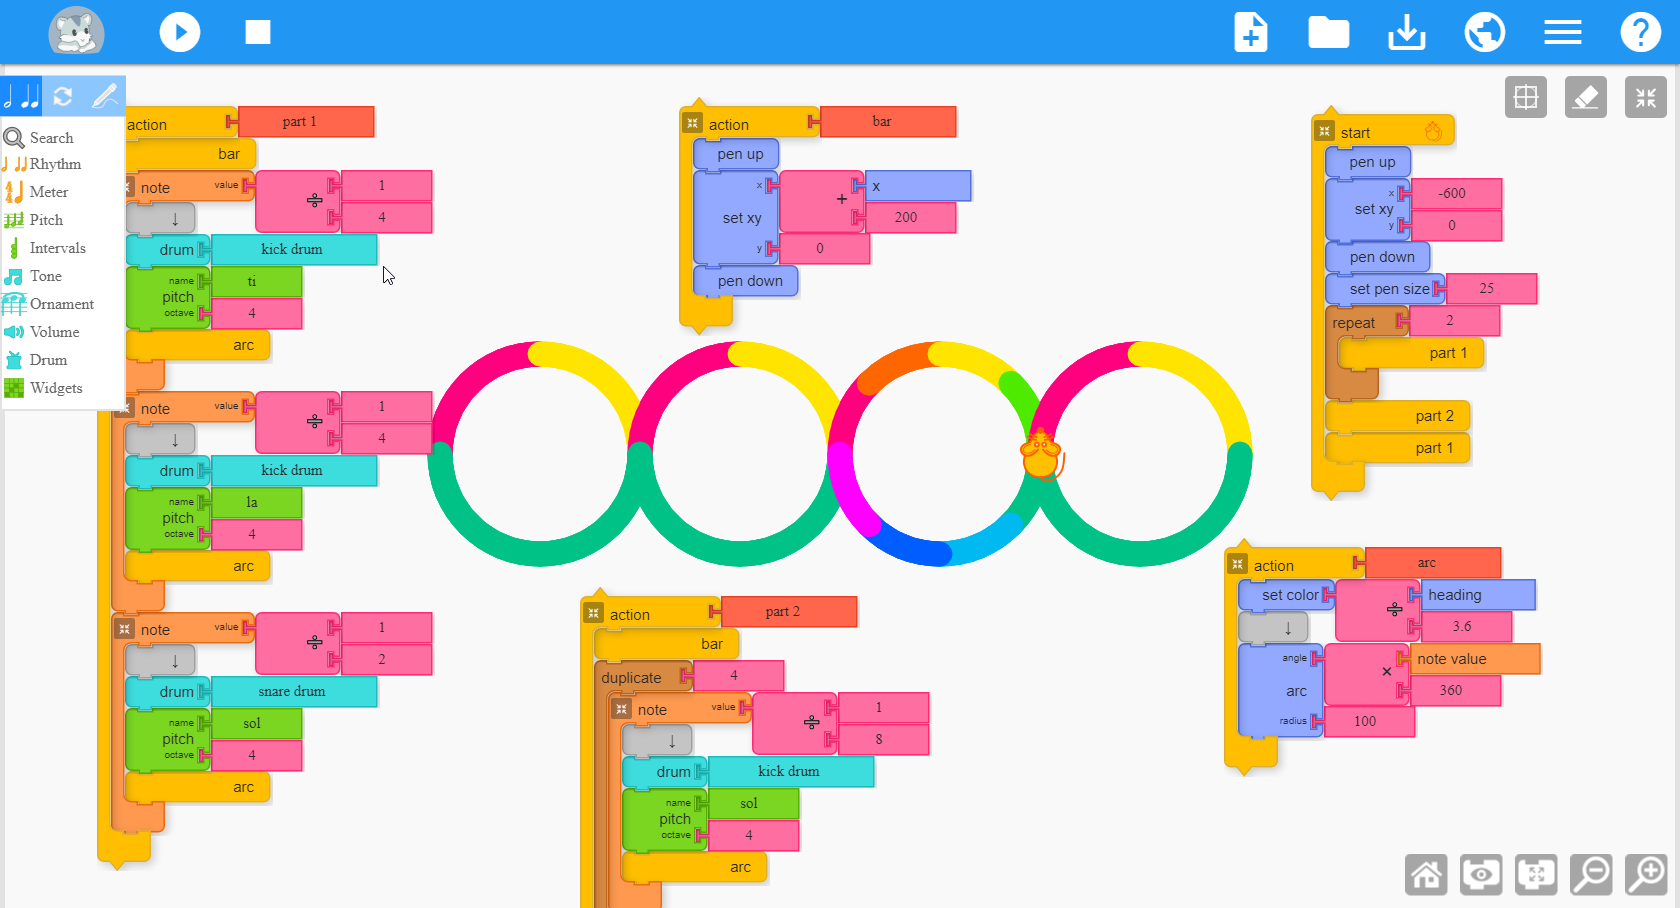 Search
Rhythm
Meter
Pitch
Intervals
Tone
Ornament
Volume
Drum
Widgets
action part 1
bar
note value 1
÷
4
↓
drum kick drum
name ti
pitch
octave 4
arc
note value 1
÷
4
↓
drum kick drum
name la
pitch
octave 4
arc
note value 1
÷
2
↓
drum snare drum
name sol
pitch
octave 4
arc
action bar
pen up
x + x
set xy 200
y 0
pen down
action part 2
bar
duplicate 4
note value 1
÷
8
↓
drum kick drum
name sol
pitch
octave 4
arc
start
pen up
x -600
set xy
y 0
pen down
set pen size 25
repeat 2
part 1
part 2
part 1
action arc
set color ÷ heading
↓ 3.6
angle × note value
arc 360
radius 100